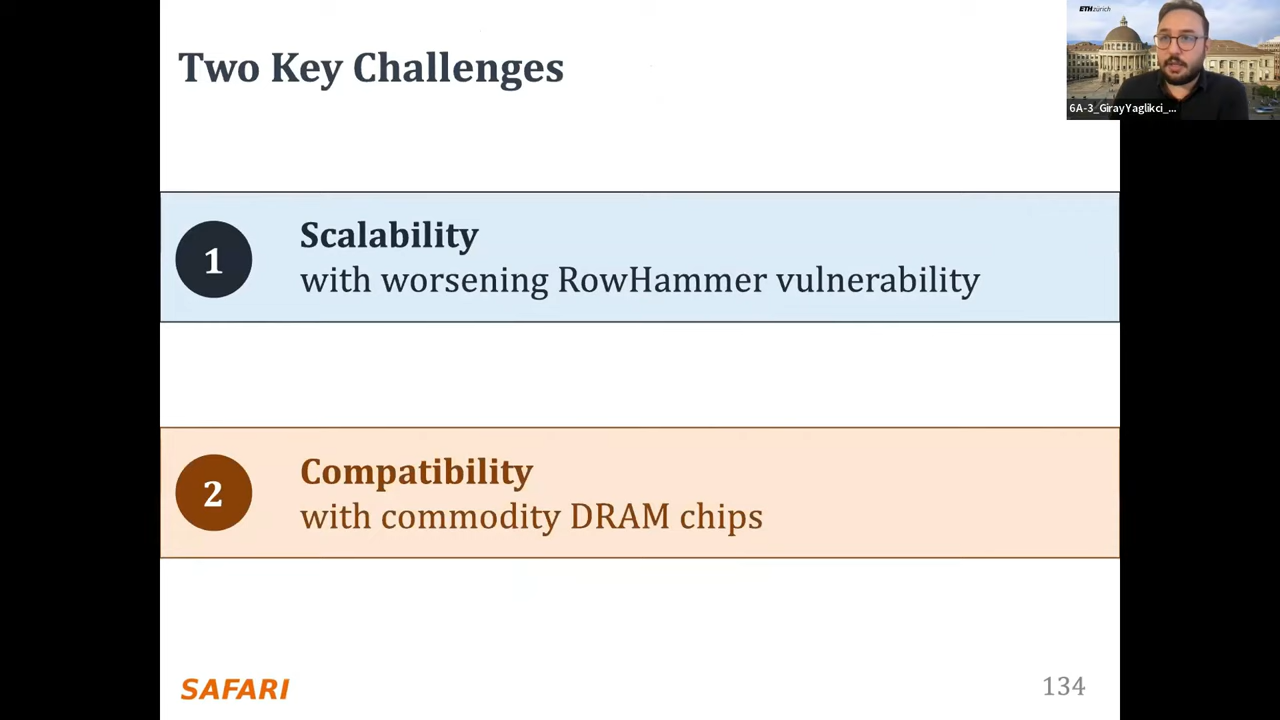 Two Key Challenges
ETH zürich
6A-3_GirayYaglikci_...
1
Scalability
with worsening RowHammer vulnerability
2
Compatibility
with commodity DRAM chips
SAFARI
134